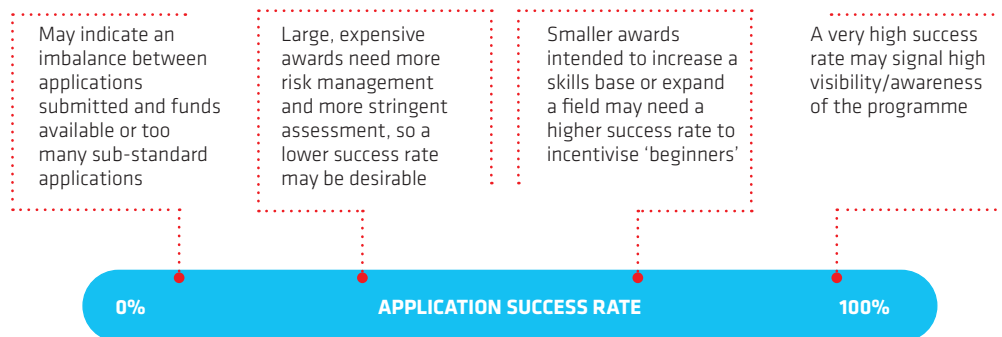 May indicate an
imbalance between
applications
submitted and funds
available or too
many sub-standard
applications
Large, expensive
awards need more
risk management
and more stringent
assessment, so a
lower success rate
may be desirable
Smaller awards
intended to increase a
skills base or expand
a field may need a
higher success rate to
incentivise ‘beginners’
A very high success
rate may signal high
visibility/awareness
of the programme
0% APPLICATION SUCCESS RATE 100%